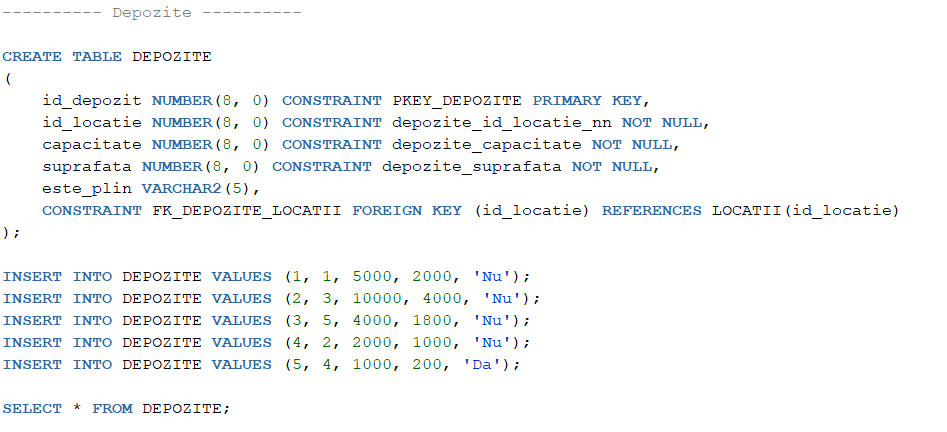 ---------- Depozite ----------
CREATE TABLE DEPOZITE
(
    id_depozit NUMBER(8, 0) CONSTRAINT PKEY_DEPOZITE PRIMARY KEY,
    id_locatie NUMBER(8, 0) CONSTRAINT depozite_id_locatie_nn NOT NULL,
    capacitate NUMBER(8, 0) CONSTRAINT depozite_capacitate NOT NULL,
    suprafata NUMBER(8, 0) CONSTRAINT depozite_suprafata NOT NULL,
    este_plin VARCHAR2(5),
    CONSTRAINT FK_DEPOZITE_LOCATII FOREIGN KEY (id_locatie) REFERENCES LOCATII(id_locatie)
);
INSERT INTO DEPOZITE VALUES (1, 1, 5000, 2000, 'Nu');
INSERT INTO DEPOZITE VALUES (2, 3, 10000, 4000, 'Nu');
INSERT INTO DEPOZITE VALUES (3, 5, 4000, 1800, 'Nu');
INSERT INTO DEPOZITE VALUES (4, 2, 2000, 1000, 'Nu');
INSERT INTO DEPOZITE VALUES (5, 4, 1000, 200, 'Da');
SELECT * FROM DEPOZITE;